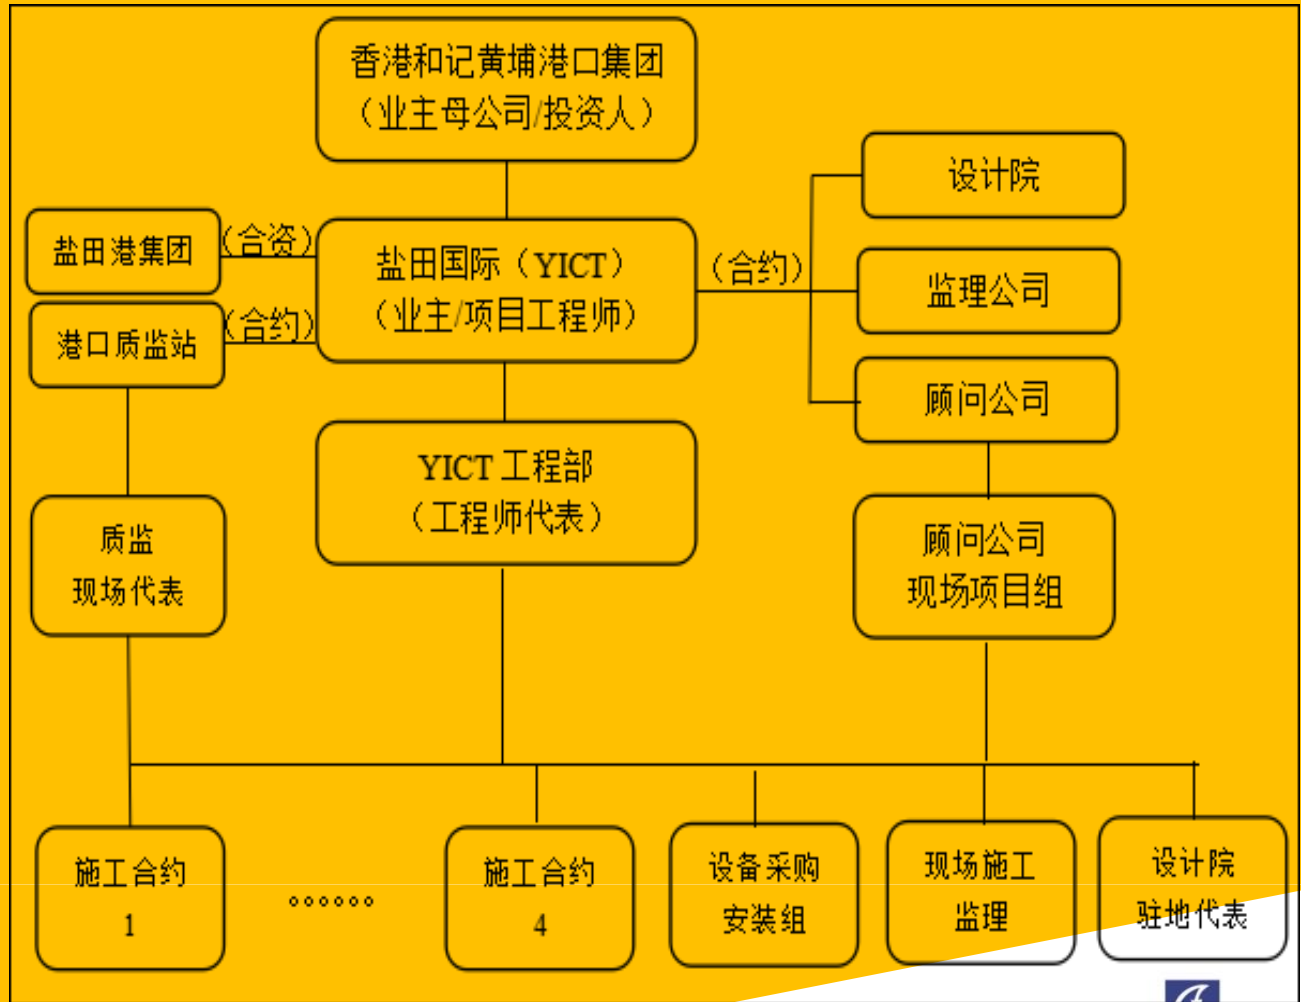 香港和记黄埔港口集团
（业主母公司/投资人）
设计院
盐田港集团
（合资）
盐田国际（YICT）
（业主/项目工程师）
（合约）
监理公司
港口质监站
（合约）
顾问公司
YICT 工程部
（工程师代表）
质监
现场代表
顾问公司
现场项目组
施工合约
1
。。。。。。
施工合约
4
设备采购
安装组
现场施工
监理
设计院
驻地代表